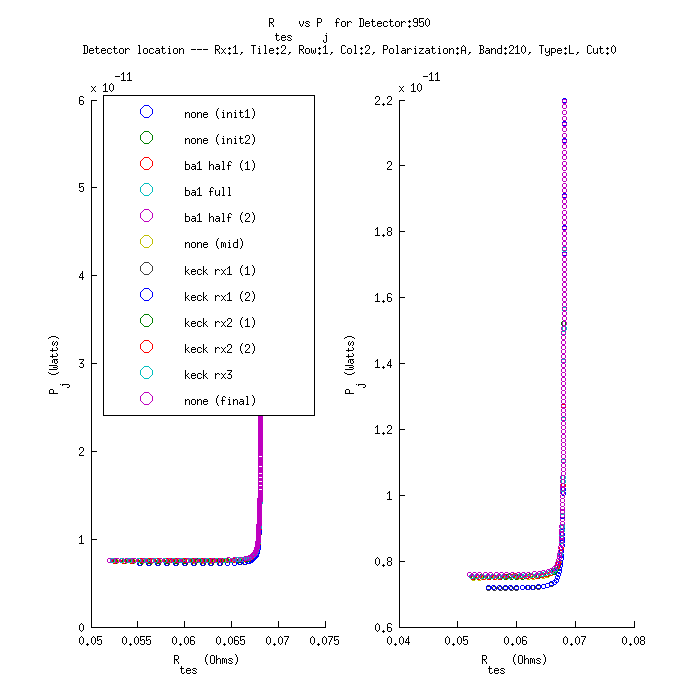 R    vs P  for Detector:950
tes    j
Detector location --- Rx:1, Tile:2, Row:1, Col:2, Polarization:A, Band:210, Type:L, Cut:0
x 10^-11
6
5
4
3
2
1
0
0.05 0.055 0.06 0.065 0.07 0.075
P_j (Watts)
R_tes (Ohms)
none (init1)
none (init2)
ba1 half (1)
ba1 full
ba1 half (2)
none (mid)
keck rx1 (1)
keck rx1 (2)
keck rx2 (1)
keck rx2 (2)
keck rx3
none (final)
x 10^-11
2.2
2
1.8
1.6
1.4
1.2
1
0.8
0.6
0.04 0.05 0.06 0.07 0.08
P_j (Watts)
R_tes (Ohms)